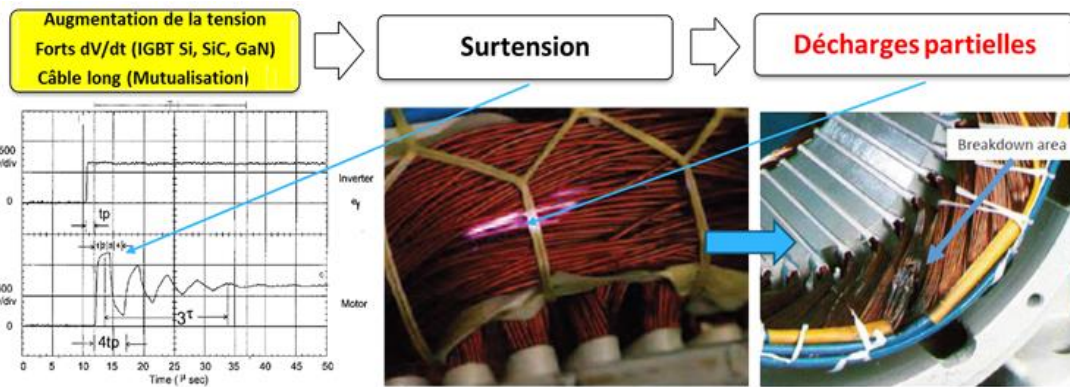 Augmentation de la tension
Forts dV/dt (IGBT Si, SiC, GaN)
Câble long (Mutualisation)
Surtension
Décharges partielles
Breakdown area
500
/div
0
Inverter
tp
Motor
0
3τ
4tp
0 5 10 15 20 25 30 35 40 45 50
Time (μ sec)